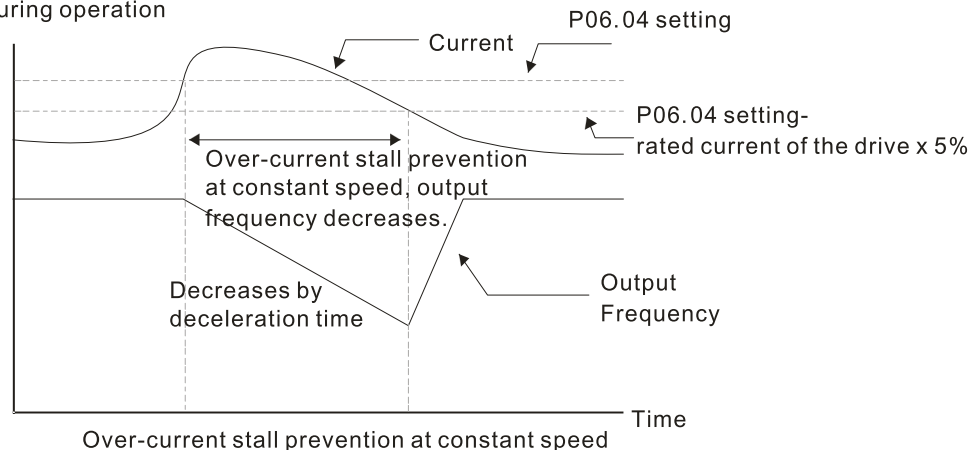 uring operation
P06.04 setting
Current
P06.04 setting-
rated current of the drive x 5%
Over-current stall prevention
at constant speed, output
frequency decreases.
Decreases by
deceleration time
Output
Frequency
Time
Over-current stall prevention at constant speed